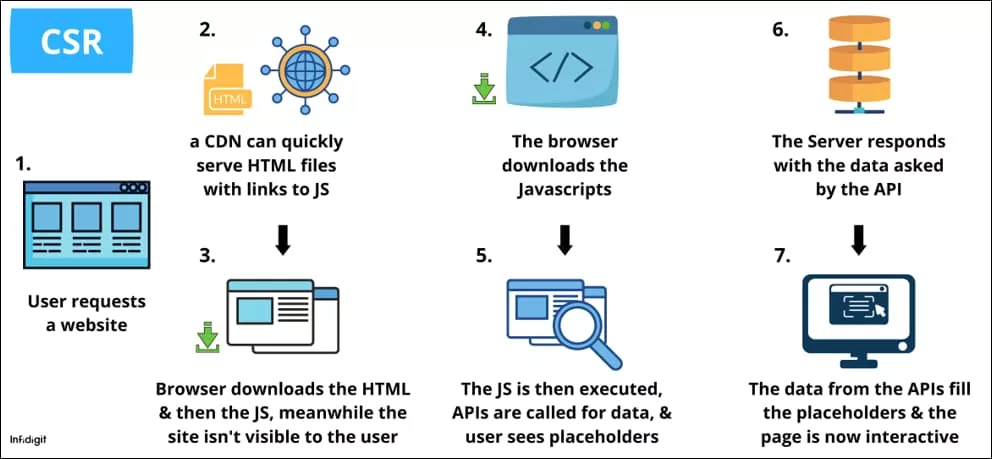 CSR
1.
User requests
a website
2.
HTML
a CDN can quickly
serve HTML files
with links to JS
3.
Browser downloads the HTML
& then the JS, meanwhile the
site isn't visible to the user
4.
</>
The browser
downloads the
Javascripts
5.
The JS is then executed,
APIs are called for data, &
user sees placeholders
6.
The Server responds
with the data asked
by the API
7.
The data from the APIs fill
the placeholders & the
page is now interactive
Infidigit